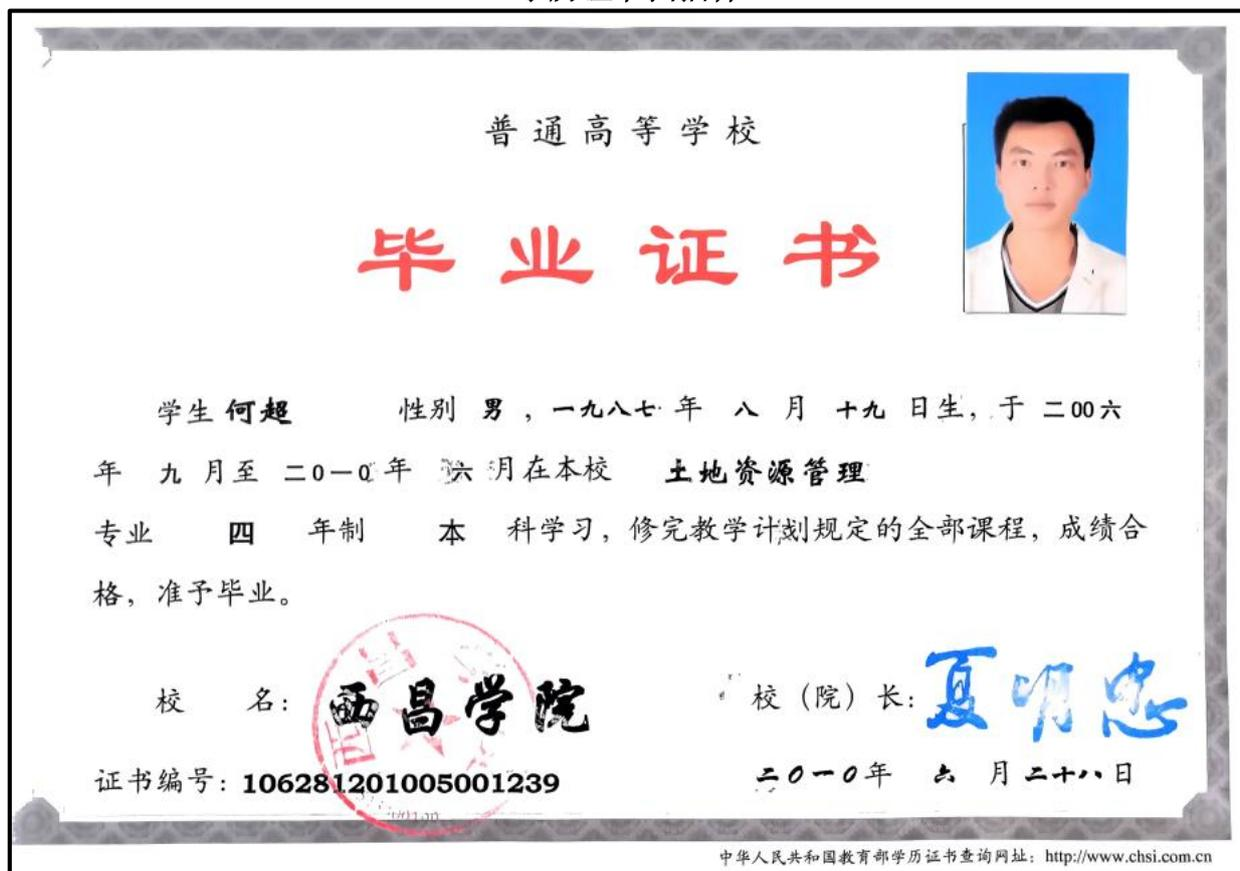 普通高等学校
毕业证书
学生 何超 性别 男 ,一九八七 年 八 月 十九 日生,于 二00六
年 九 月至 二0一0 年 六 月在本校 土地资源管理
专业 四 年制 本 科学习,修完教学计划规定的全部课程,成绩合
格,准予毕业。
校 名: 西昌学院
校(院)长: 夏明忠
证书编号: 106281201005001239
二0一0年 六 月二十八日
中华人民共和国教育部学历证书查询网址: http://www.chsi.com.cn